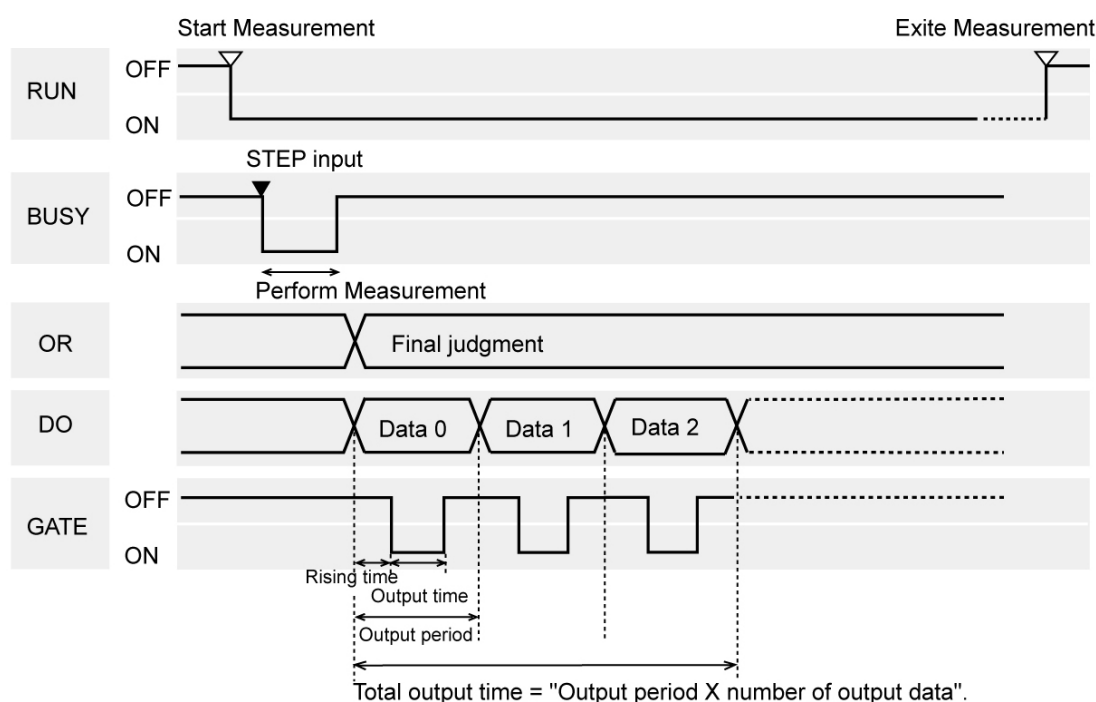 Start Measurement
Exite Measurement
RUN
OFF
ON
STEP input
BUSY
OFF
ON
Perform Measurement
OR
Final judgment
DO
Data 0
Data 1
Data 2
GATE
OFF
ON
Rising time
Output time
Output period
Total output time = "Output period X number of output data".